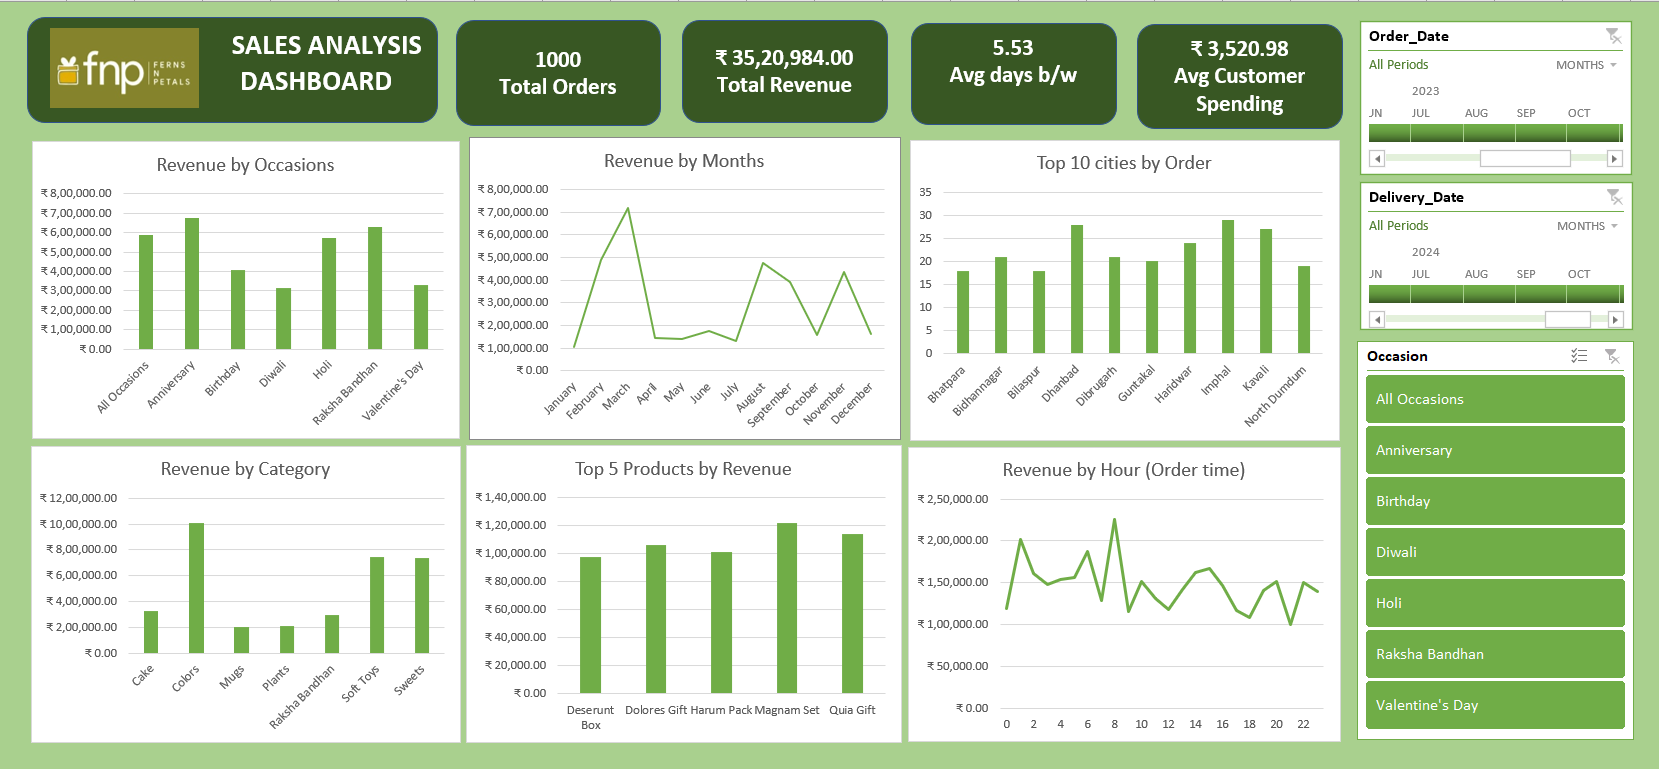 fnp FERNS
N
PETALS
SALES ANALYSIS
DASHBOARD
1000
Total Orders
₹ 35,20,984.00
Total Revenue
5.53
Avg days b/w
₹ 3,520.98
Avg Customer
Spending
Order_Date
All Periods MONTHS
2023
JN JUL AUG SEP OCT
Delivery_Date
All Periods MONTHS
2024
JN JUL AUG SEP OCT
Revenue by Occasions
₹ 8,00,000.00
₹ 7,00,000.00
₹ 6,00,000.00
₹ 5,00,000.00
₹ 4,00,000.00
₹ 3,00,000.00
₹ 2,00,000.00
₹ 1,00,000.00
₹ 0.00
All Occasions
Anniversary
Birthday
Diwali
Holi
Raksha Bandhan
Valentine's Day
Revenue by Months
₹ 8,00,000.00
₹ 7,00,000.00
₹ 6,00,000.00
₹ 5,00,000.00
₹ 4,00,000.00
₹ 3,00,000.00
₹ 2,00,000.00
₹ 1,00,000.00
₹ 0.00
January
February
March
April
May
June
July
August
September
October
November
December
Top 10 cities by Order
35
30
25
20
15
10
5
0
Bhatpara
Bidhannagar
Bilaspur
Dhanbad
Dibrugarh
Guntakal
Haridwar
Imphal
Kavali
North Dumdum
Revenue by Category
₹ 12,00,000.00
₹ 10,00,000.00
₹ 8,00,000.00
₹ 6,00,000.00
₹ 4,00,000.00
₹ 2,00,000.00
₹ 0.00
Cake
Colors
Mugs
Plants
Raksha Bandhan
Soft Toys
Sweets
Top 5 Products by Revenue
₹ 1,40,000.00
₹ 1,20,000.00
₹ 1,00,000.00
₹ 80,000.00
₹ 60,000.00
₹ 40,000.00
₹ 20,000.00
₹ 0.00
Deserunt Dolores Gift Harum Pack Magnam Set Quia Gift
Box
Revenue by Hour (Order time)
₹ 2,50,000.00
₹ 2,00,000.00
₹ 1,50,000.00
₹ 1,00,000.00
₹ 50,000.00
₹ 0.00
0 2 4 6 8 10 12 14 16 18 20 22
Occasion
All Occasions
Anniversary
Birthday
Diwali
Holi
Raksha Bandhan
Valentine's Day